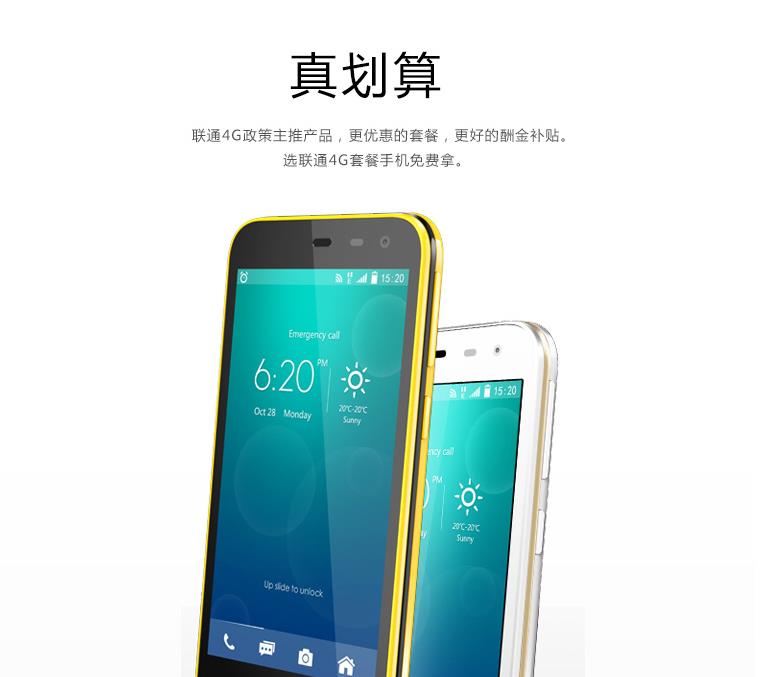 真划算
联通4G政策主推产品，更优惠的套餐，更好的酬金补贴。
选联通4G套餐手机免费拿。
15:20
Emergency call
6:20 PM
20℃-20℃
Oct 28 Monday
Sunny
Up slide to unlock
15:20
ency call
PM
20℃-20℃
Sunny